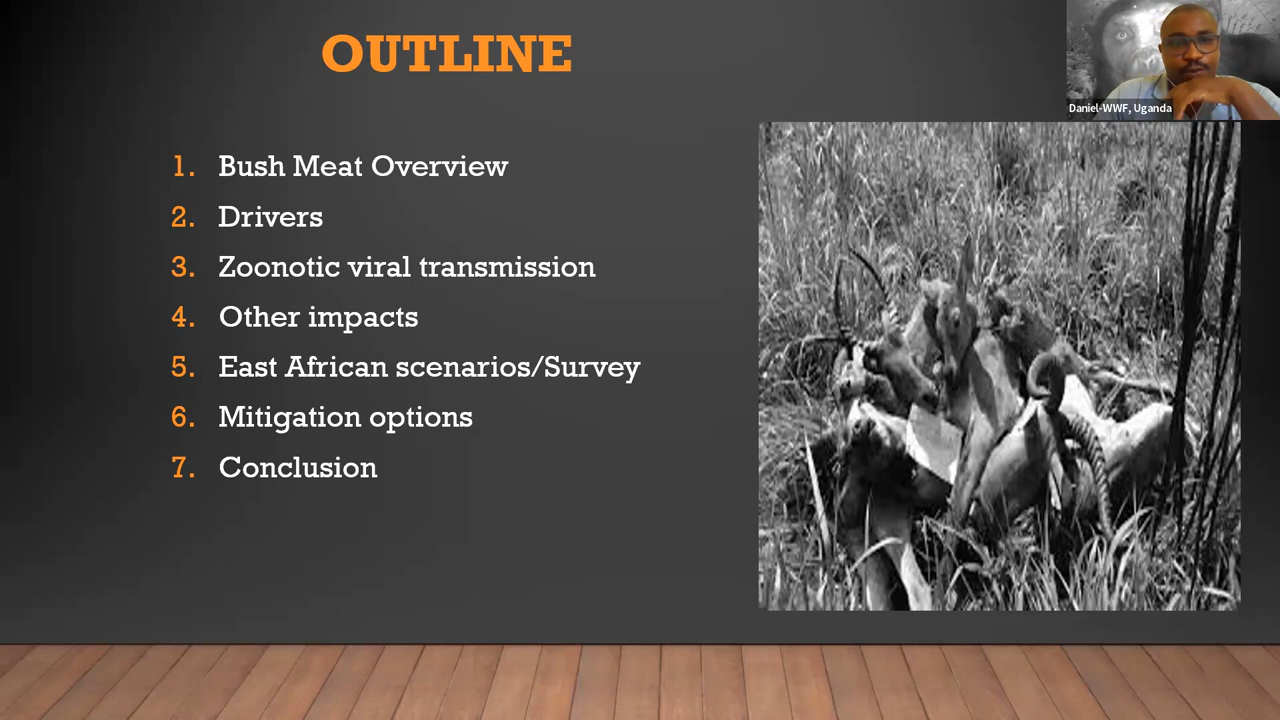 OUTLINE
Daniel-WWF, Uganda
1. Bush Meat Overview
2. Drivers
3. Zoonotic viral transmission
4. Other impacts
5. East African scenarios/Survey
6. Mitigation options
7. Conclusion